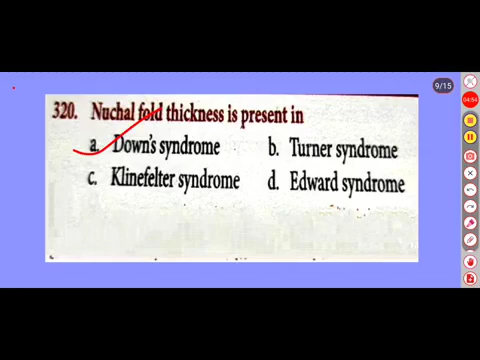 9/15
04:54
320. Nuchal fold thickness is present in
a. Down's syndrome b. Turner syndrome
c. Klinefelter syndrome d. Edward syndrome